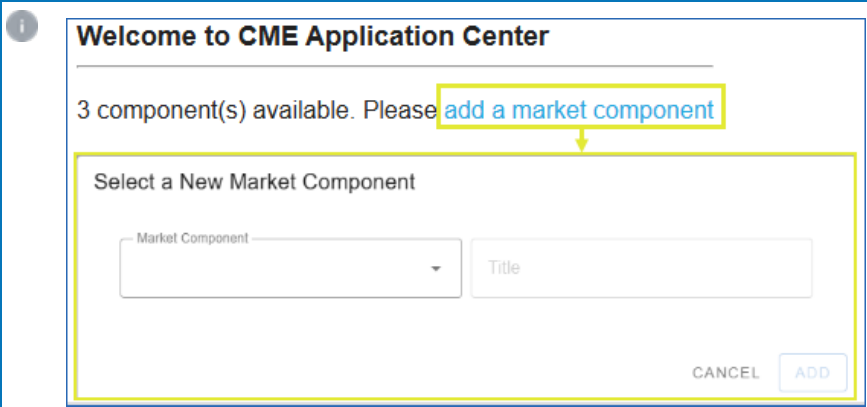 i
Welcome to CME Application Center
3 component(s) available. Please add a market component
Select a New Market Component
Market Component
Title
CANCEL ADD